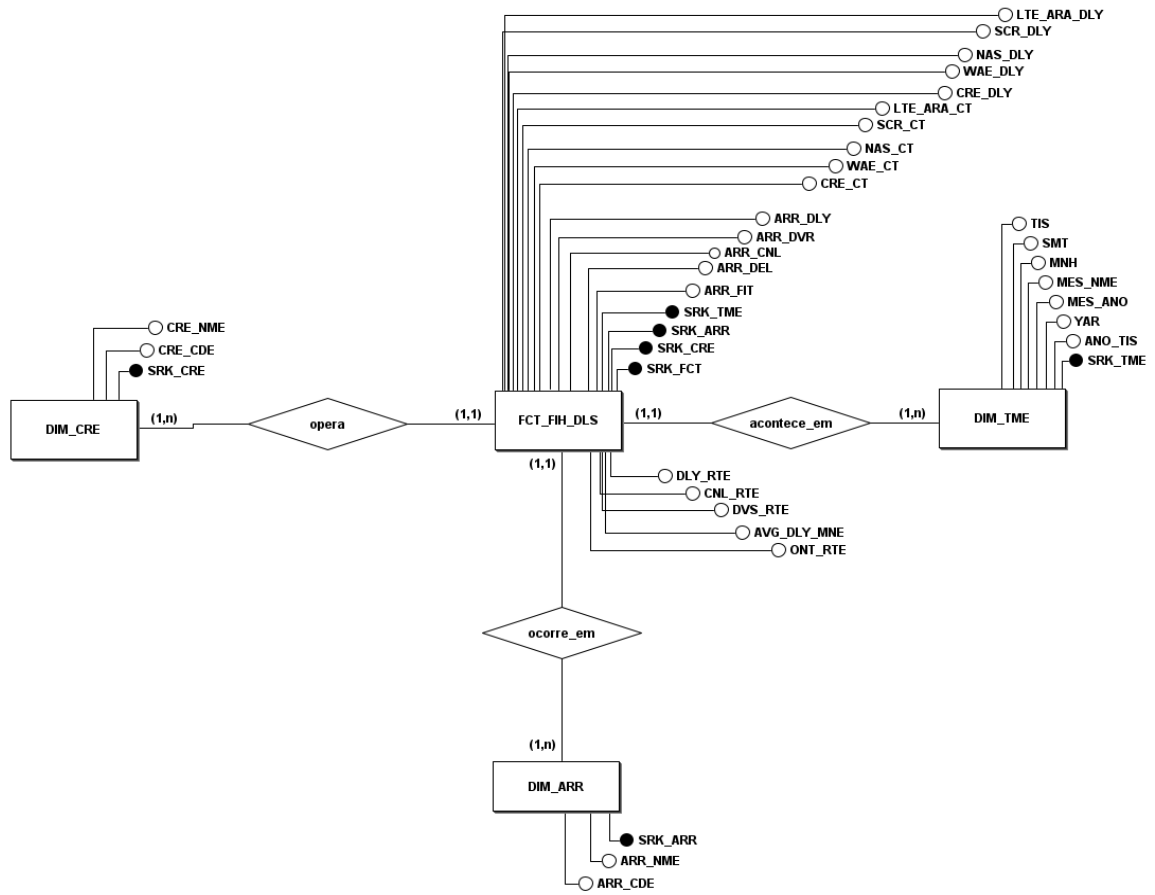 LTE_ARA_DLY
SCR_DLY
NAS_DLY
WAE_DLY
CRE_DLY
LTE_ARA_CT
SCR_CT
NAS_CT
WAE_CT
CRE_CT
ARR_DLY
ARR_DVR
ARR_CNL
ARR_DEL
ARR_FIT
SRK_TME
SRK_ARR
SRK_CRE
SRK_FCT
TIS
SMT
MNH
MES_NME
MES_ANO
YAR
ANO_TIS
SRK_TME
CRE_NME
CRE_CDE
SRK_CRE
DIM_CRE
(1,n)
opera
(1,1)
FCT_FIH_DLS
(1,1)
acontece_em
(1,n)
DIM_TME
(1,1)
DLY_RTE
CNL_RTE
DVS_RTE
AVG_DLY_MNE
ONT_RTE
ocorre_em
(1,n)
DIM_ARR
SRK_ARR
ARR_NME
ARR_CDE